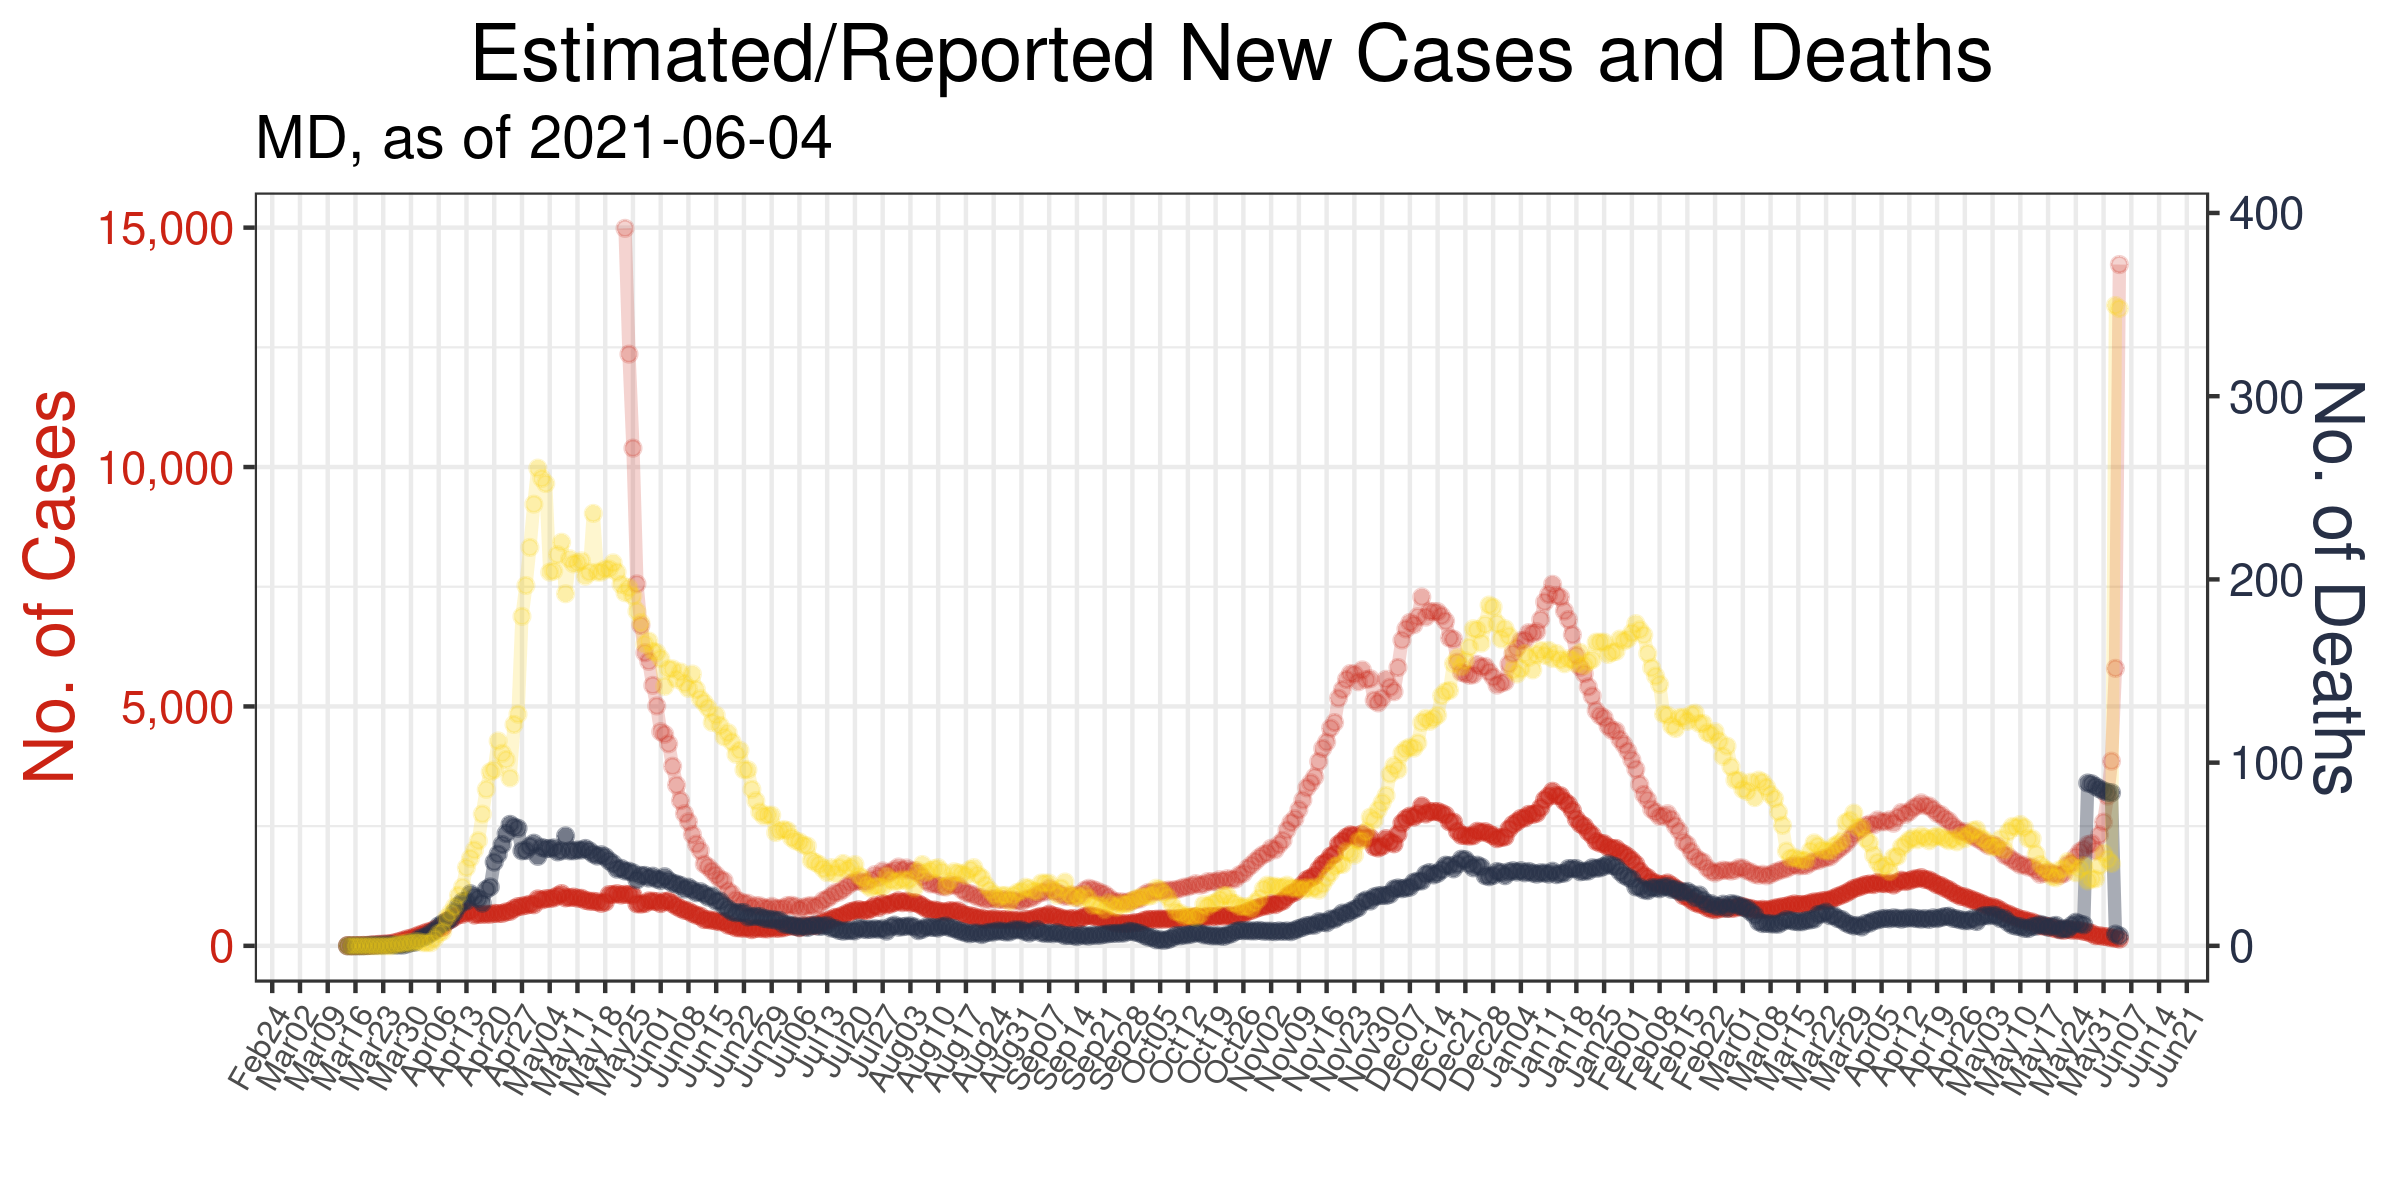 Estimated/Reported New Cases and Deaths
MD, as of 2021-06-04
No. of Cases
15,000
10,000
5,000
0
400
300
200
100
0
No. of Deaths
Feb24
Mar02
Mar09
Mar16
Mar23
Mar30
Apr06
Apr13
Apr20
Apr27
May04
May11
May18
May25
Jun01
Jun08
Jun15
Jun22
Jun29
Jul06
Jul13
Jul20
Jul27
Aug03
Aug10
Aug17
Aug24
Aug31
Sep07
Sep14
Sep21
Sep28
Oct05
Oct12
Oct19
Oct26
Nov02
Nov09
Nov16
Nov23
Nov30
Dec07
Dec14
Dec21
Dec28
Jan04
Jan11
Jan18
Jan25
Feb01
Feb08
Feb15
Feb22
Mar01
Mar08
Mar15
Mar22
Mar29
Apr05
Apr12
Apr19
Apr26
May03
May10
May17
May24
May31
Jun07
Jun14
Jun21